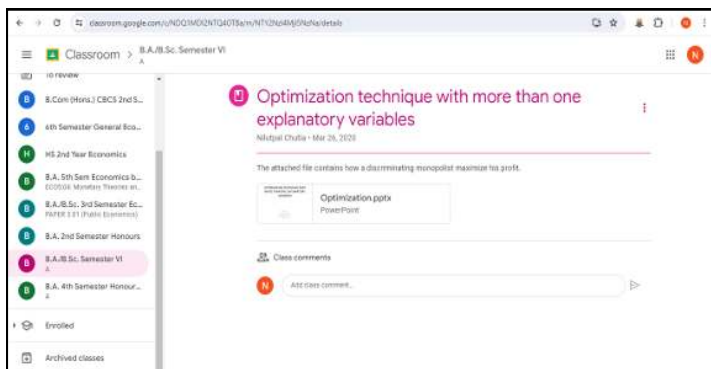 Classroom > B.A./B.Sc. Semester VI
A
N
To review
B B.Com (Hons.) CBCS 2nd S...
6 6th Semester General Eco...
H HS 2nd Year Economics
B B.A. 5th Sem Economics b...
B B.A./B.Sc. 3rd Semester Ec...
PAPER 3.01 (Public Economics)
B B.A. 2nd Semester Honours
B B.A./B.Sc. Semester VI
A
B B.A. 4th Semester Honour...
A
Enrolled
Archived classes
Optimization technique with more than one
explanatory variables
Nilutpal Chutia • Mar 26, 2020
The attached file contains how a discriminating monopolist maximize his profit.
Optimization.pptx
PowerPoint
Class comments
N Add class comment...